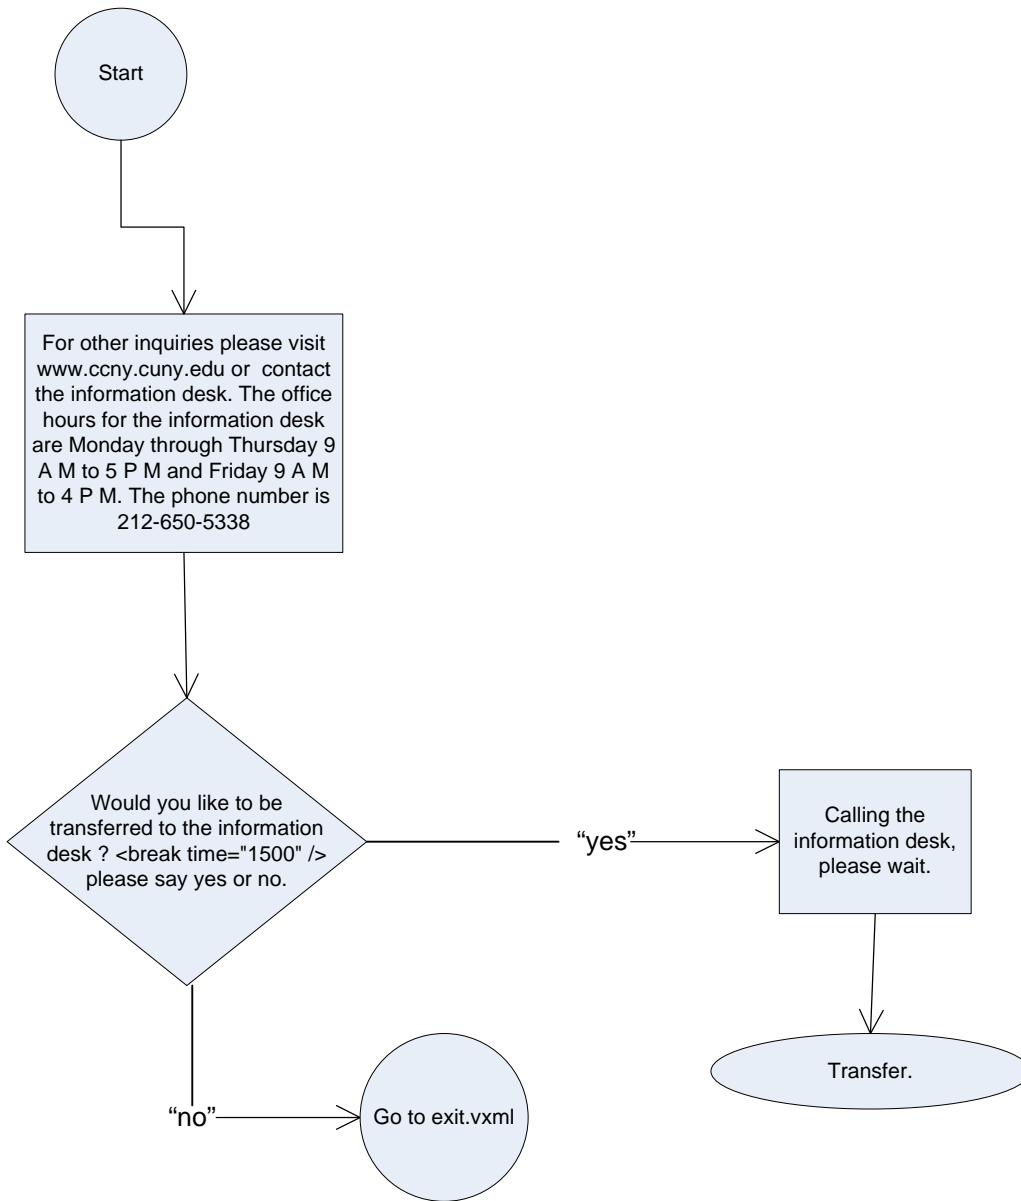 Start
For other inquiries please visit
www.ccny.cuny.edu or  contact
the information desk. The office
hours for the information desk
are Monday through Thursday 9
A M to 5 P M and Friday 9 A M
to 4 P M. The phone number is
212-650-5338
Would you like to be
transferred to the information
desk ? <break time="1500" />
please say yes or no.
“yes”
Calling the
information desk,
please wait.
Transfer.
“no”
Go to exit.vxml